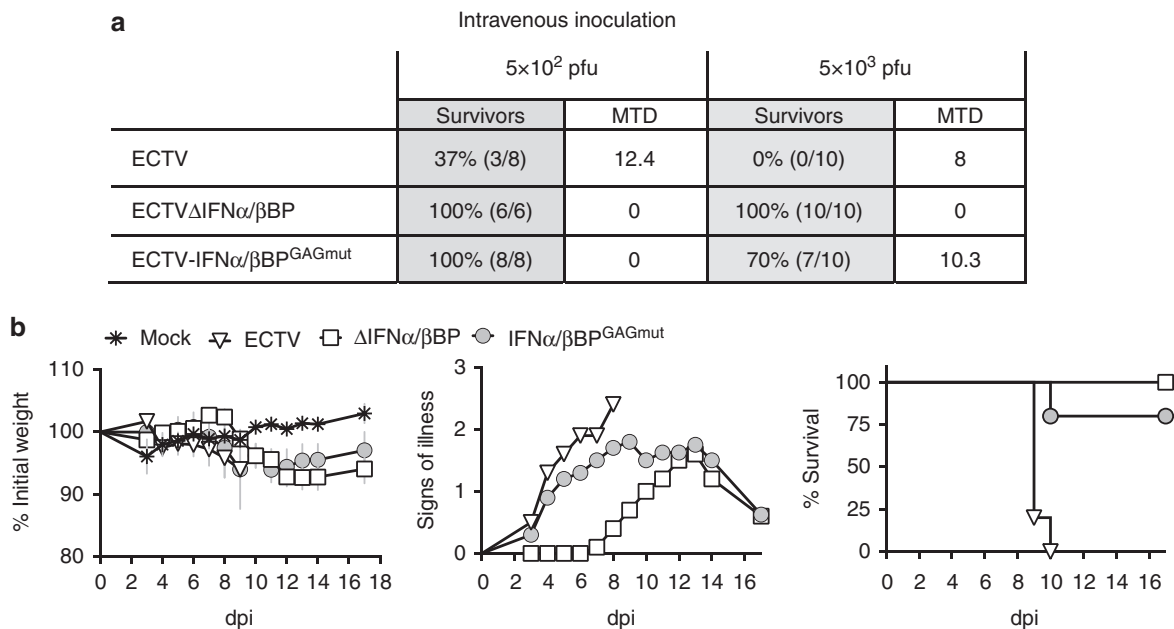 a
Intravenous inoculation
5×10² pfu 5×10³ pfu
Survivors MTD Survivors MTD
ECTV 37% (3/8) 12.4 0% (0/10) 8
ECTVΔIFNα/βBP 100% (6/6) 0 100% (10/10) 0
ECTV-IFNα/βBP^GAGmut 100% (8/8) 0 70% (7/10) 10.3
b
Mock ECTV ΔIFNα/βBP IFNα/βBP^GAGmut
% Initial weight
110
100
90
80
0 2 4 6 8 10 12 14 16 18
dpi
Signs of illness
3
2
1
0
0 2 4 6 8 10 12 14 16
dpi
% Survival
100
75
50
25
0
0 2 4 6 8 10 12 14 16
dpi